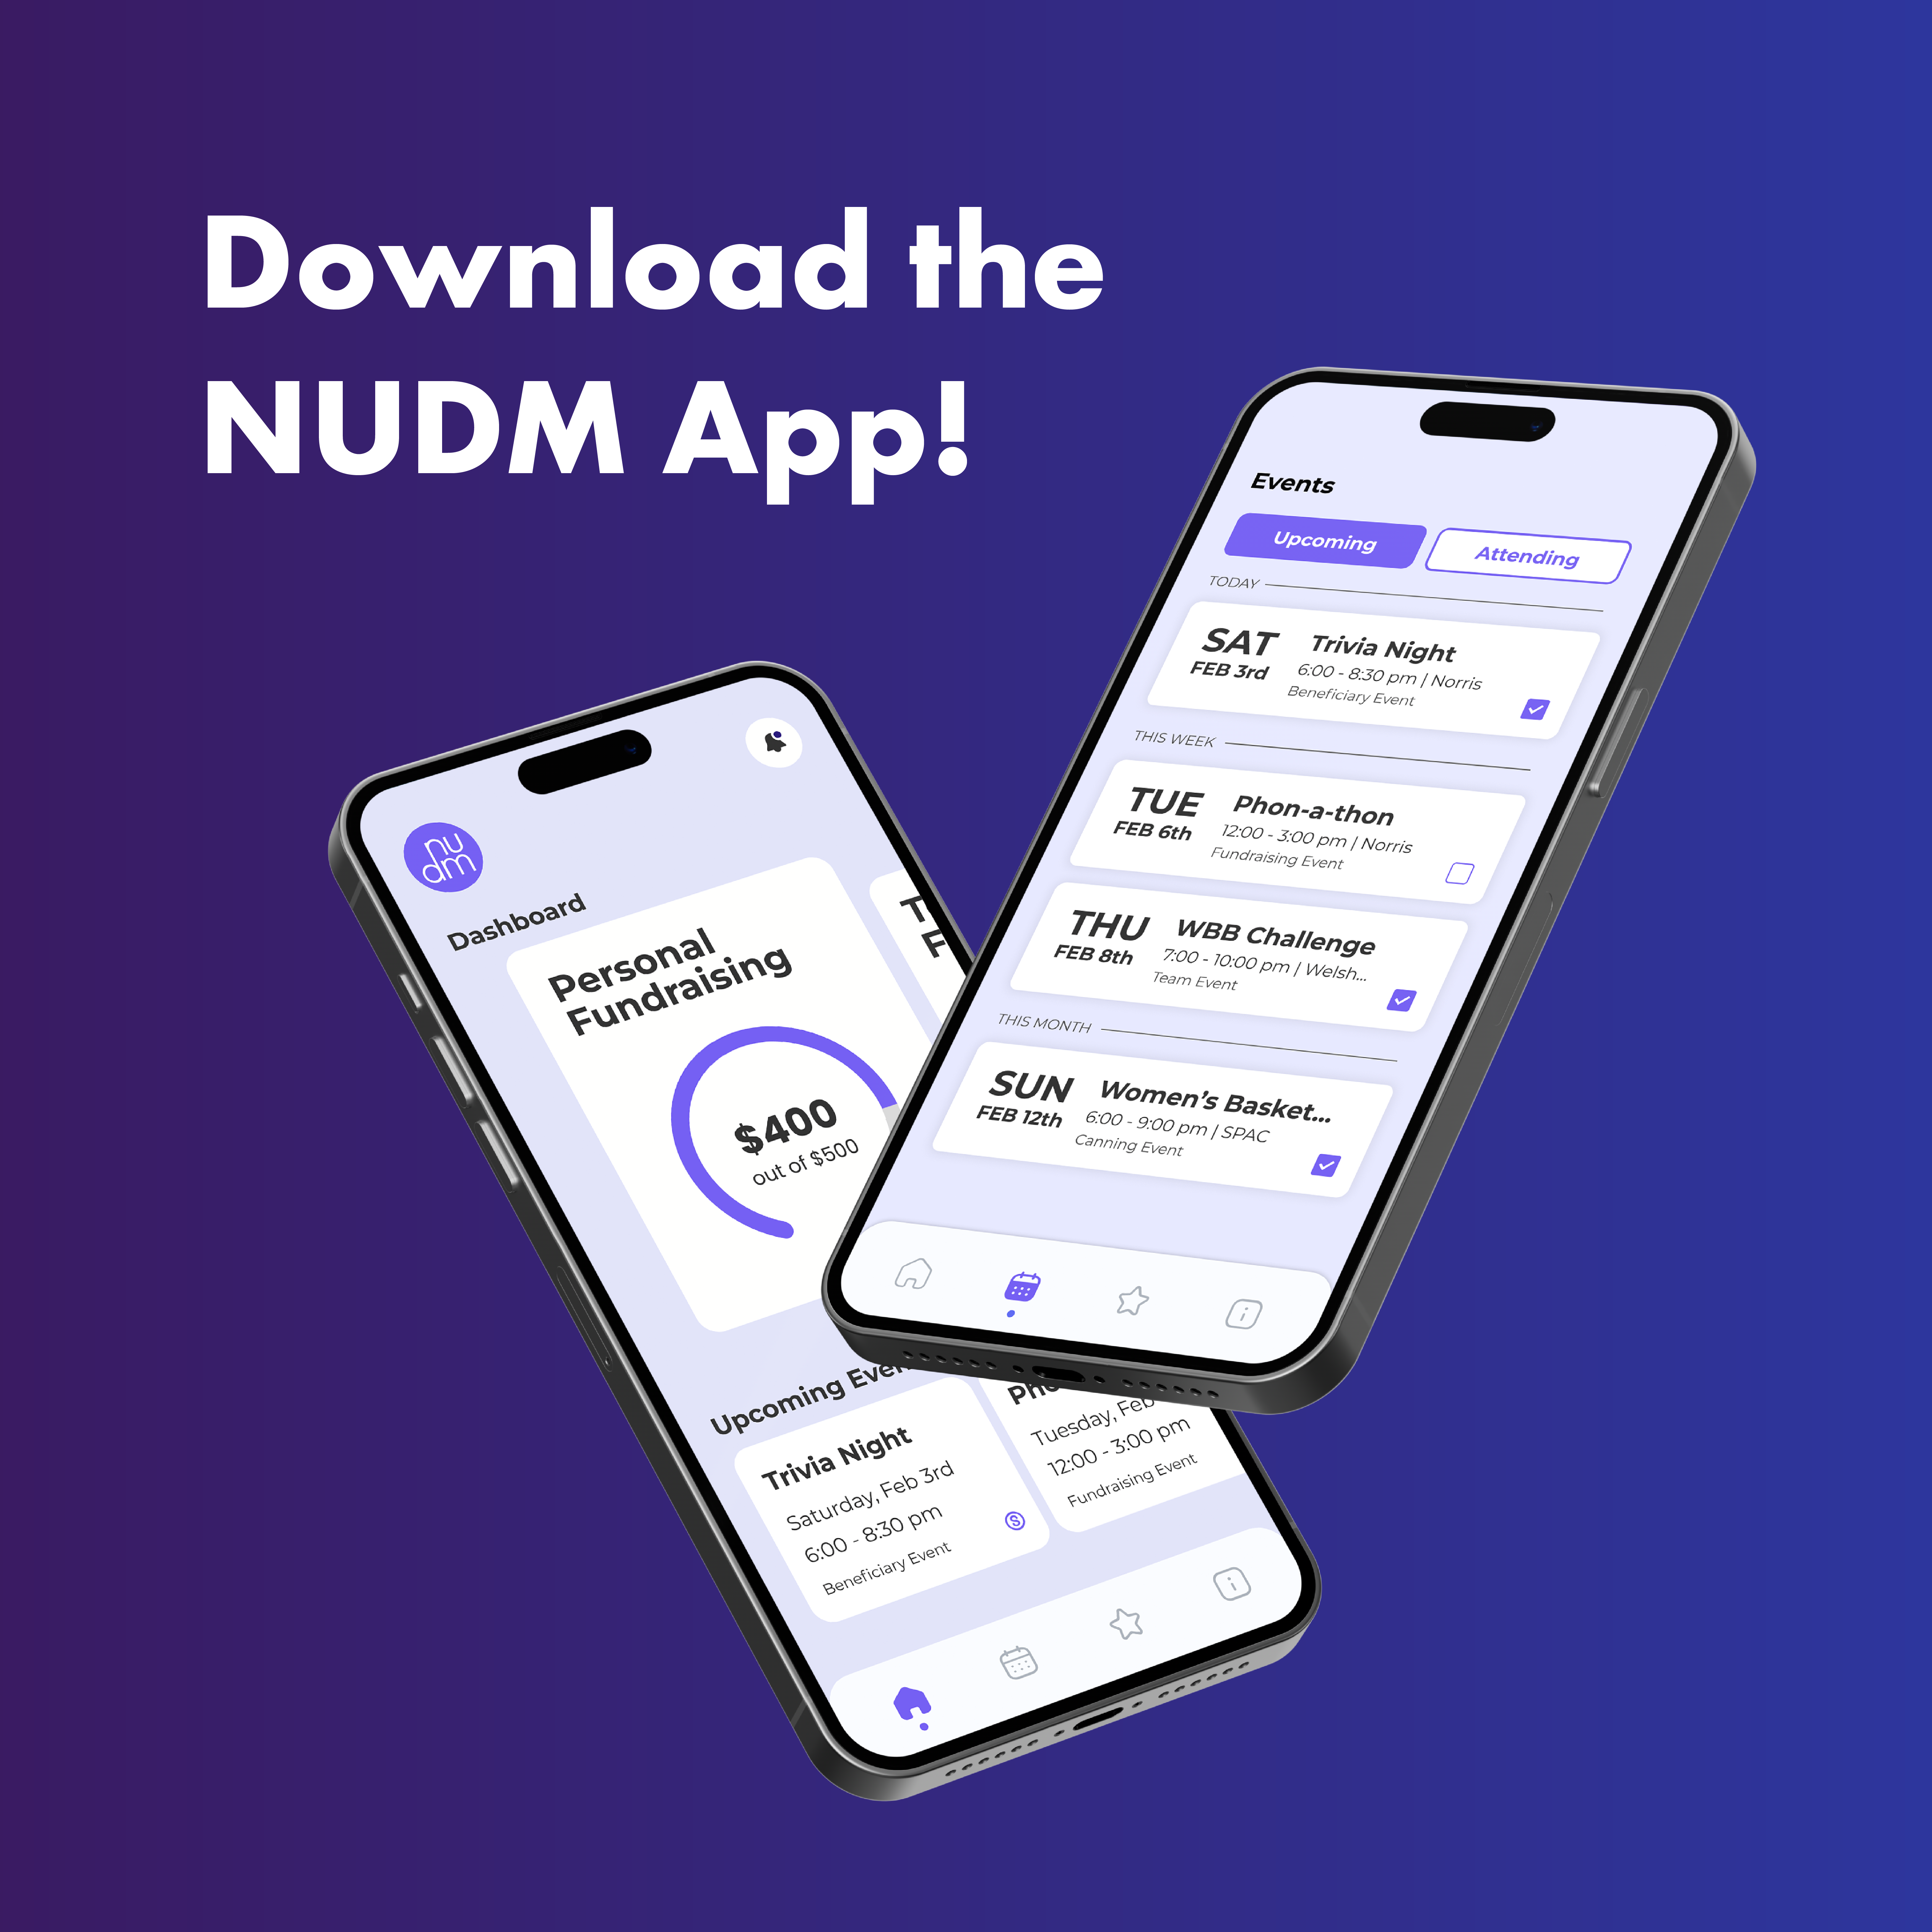 Download the
NUDM App!
Events
Upcoming
Attending
TODAY
SAT
FEB 3rd
Trivia Night
6:00 - 8:30 pm | Norris
Beneficiary Event
THIS WEEK
TUE
FEB 6th
Phon-a-thon
12:00 - 3:00 pm | Norris
Fundraising Event
THU
FEB 8th
WBB Challenge
7:00 - 10:00 pm | Welsh...
Team Event
THIS MONTH
SUN
FEB 12th
Women's Basket...
6:00 - 9:00 pm | SPAC
Canning Event
nu
dm
Dashboard
Personal
Fundraising
$400
out of $500
Upcoming
Trivia Night
Saturday, Feb 3rd
6:00 - 8:30 pm
Beneficiary Event
Tuesday, Feb
12:00 - 3:00 pm
Fundraising Event